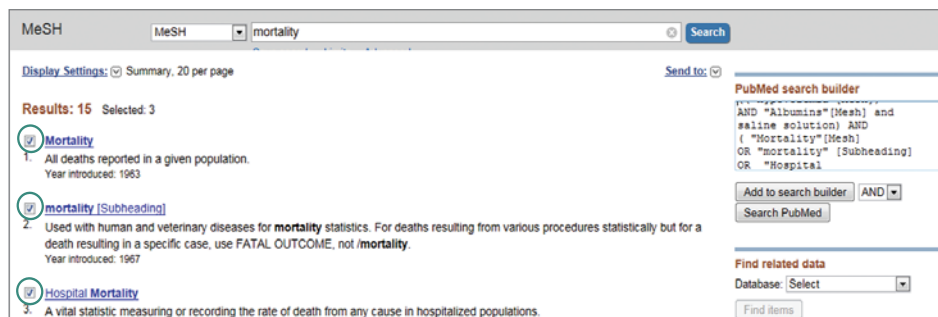 MeSH
MeSH
mortality
Search
Display Settings: Summary, 20 per page
Send to:
Results: 15 Selected: 3
Mortality
1. All deaths reported in a given population.
Year introduced: 1963
mortality [Subheading]
2. Used with human and veterinary diseases for mortality statistics. For deaths resulting from various procedures statistically but for a
death resulting in a specific case, use FATAL OUTCOME, not /mortality.
Year introduced: 1967
Hospital Mortality
3. A vital statistic measuring or recording the rate of death from any cause in hospitalized populations.
PubMed search builder
AND "Albumins"[Mesh] and
saline solution) AND
( "Mortality"[Mesh]
OR "mortality" [Subheading]
OR "Hospital
Add to search builder AND
Search PubMed
Find related data
Database: Select
Find items